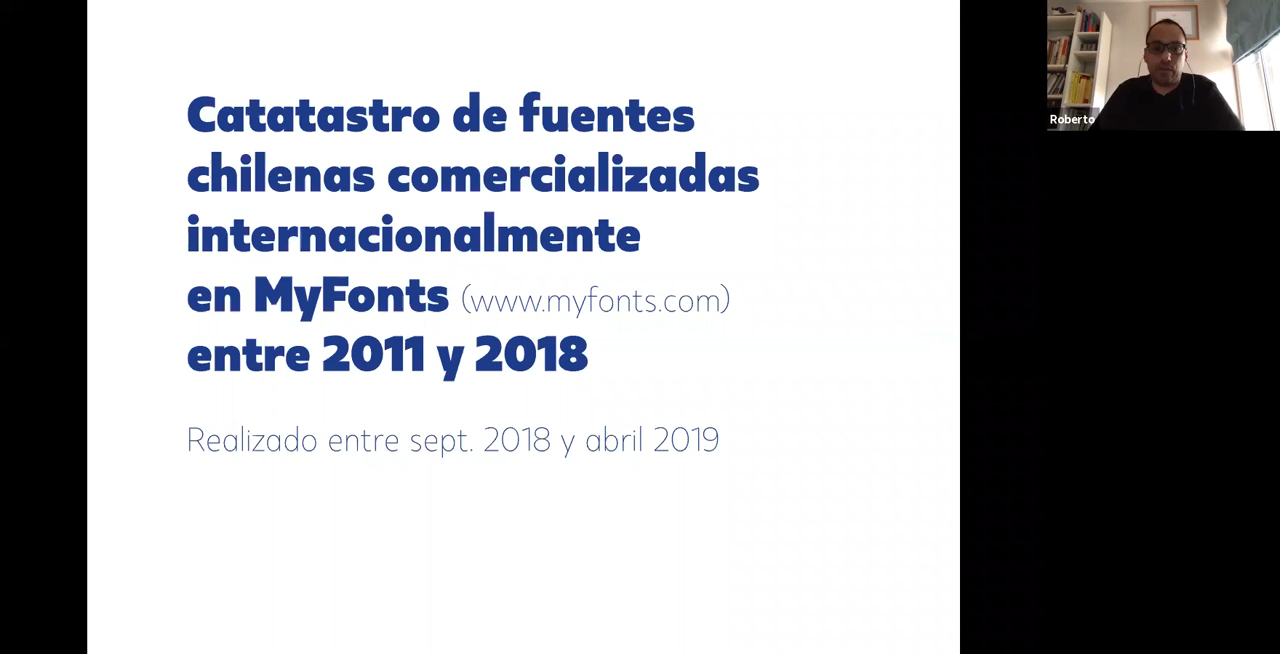 Catatastro de fuentes
chilenas comercializadas
internacionalmente
en MyFonts (www.myfonts.com)
entre 2011 y 2018
Realizado entre sept. 2018 y abril 2019
Roberto